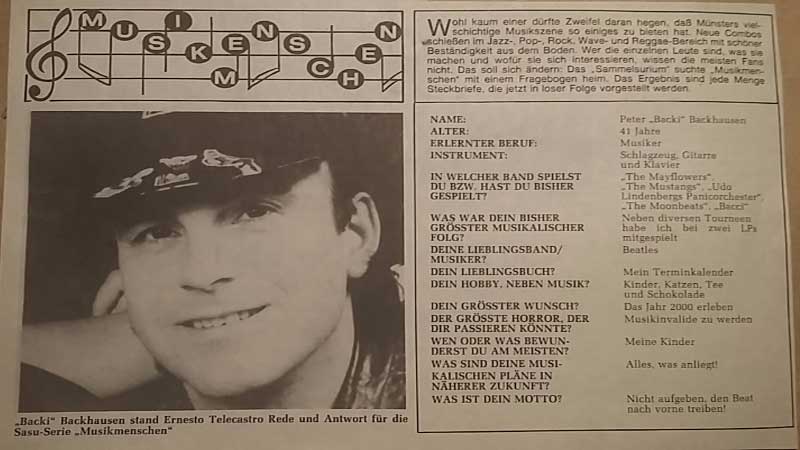 MUSIKENSCHEN
Wohl kaum einer dürfte Zweifel daran hegen, daß Münsters viel-
schichtige Musikszene so einiges zu bieten hat. Neue Combos
schießen im Jazz-, Pop-, Rock, Wave- und Reggae-Bereich mit schöner
Beständigkeit aus dem Boden. Wer die einzelnen Leute sind, was sie
machen und wofür sie sich interessieren, wissen die meisten Fans
nicht. Das soll sich ändern: Das „Sammelsurium“ suchte „Musikmen-
schen“ mit einem Fragebogen heim. Das Ergebnis sind jede Menge
Steckbriefe, die jetzt in loser Folge vorgestellt werden.
NAME: Peter „Backi“ Backhausen
ALTER: 41 Jahre
ERLERNTER BERUF: Musiker
INSTRUMENT: Schlagzeug, Gitarre
und Klavier
IN WELCHER BAND SPIELST „The Mayflowers“,
DU BZW. HAST DU BISHER „The Mustangs“, „Udo
GESPIELT? Lindenbergs Panicorchester“,
„The Moonbeats“, „Bacci“
WAS WAR DEIN BISHER Neben diversen Tourneen
GRÖSSTER MUSIKALISCHER habe ich bei zwei LPs
FOLG? mitgespielt
DEINE LIEBLINGSBAND/ Beatles
MUSIKER?
DEIN LIEBLINGSBUCH? Mein Terminkalender
DEIN HOBBY, NEBEN MUSIK? Kinder, Katzen, Tee
und Schokolade
DEIN GRÖSSTER WUNSCH? Das Jahr 2000 erleben
DER GRÖSSTE HORROR, DER Musikinvalide zu werden
DIR PASSIEREN KÖNNTE?
WEN ODER WAS BEWUN- Meine Kinder
DERST DU AM MEISTEN?
WAS SIND DEINE MUSI- Alles, was anliegt!
KALISCHEN PLÄNE IN
NÄHERER ZUKUNFT?
WAS IST DEIN MOTTO? Nicht aufgeben, den Beat
nach vorne treiben!
„Backi“ Backhausen stand Ernesto Telecastro Rede und Antwort für die
Sasu-Serie „Musikmenschen“